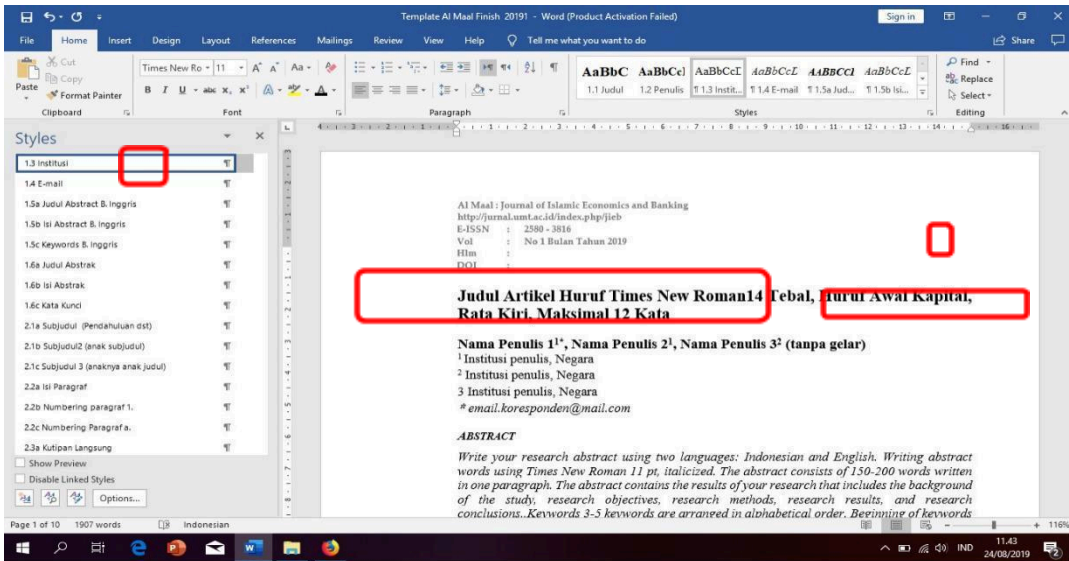 Template Al Maal Finish 20191 - Word (Product Activation Failed)
Sign in
File Home Insert Design Layout References Mailings Review View Help Tell me what you want to do Share
Paste
Cut
Copy
Format Painter
Clipboard
Times New Ro 11
Font
Paragraph
AaBbC AaBbCcl AaBbCcI AaBbCcL AABBCCI AaBbCcL
1.1 Judul 1.2 Penulis ¶ 1.3 Instit... ¶ 1.4 E-mail ¶ 1.5a Jud... ¶ 1.5b Isi...
Styles
Find
Replace
Select
Editing
Styles
1.3 Institusi ¶
1.4 E-mail ¶
1.5a Judul Abstract B. Inggris ¶
1.5b Isi Abstract B. Inggris ¶
1.5c Keywords B. Inggris ¶
1.6a Judul Abstrak ¶
1.6b Isi Abstrak ¶
1.6c Kata Kunci ¶
2.1a Subjudul (Pendahuluan dst) ¶
2.1b Subjudul2 (anak subjudul) ¶
2.1c Subjudul 3 (anaknya anak judul) ¶
2.2a Isi Paragraf ¶
2.2b Numbering paragraf 1. ¶
2.2c Numbering Paragraf a. ¶
2.3a Kutipan Langsung ¶
Show Preview
Disable Linked Styles
Options...
Al Maal : Journal of Islamic Economics and Banking
http://jurnal.umt.ac.id/index.php/jieb
E-ISSN : 2580 - 3816
Vol : No 1 Bulan Tahun 2019
Hlm :
DOI :
Judul Artikel Huruf Times New Roman14 Tebal, Huruf Awal Kapital,
Rata Kiri, Maksimal 12 Kata
Nama Penulis 1¹*, Nama Penulis 2¹, Nama Penulis 3² (tanpa gelar)
¹ Institusi penulis, Negara
² Institusi penulis, Negara
3 Institusi penulis, Negara
* email.koresponden@mail.com
ABSTRACT
Write your research abstract using two languages: Indonesian and English. Writing abstract
words using Times New Roman 11 pt, italicized. The abstract consists of 150-200 words written
in one paragraph. The abstract contains the results of your research that includes the background
of the study, research objectives, research methods, research results, and research
conclusions..Keywords 3-5 keywords are arranged in alphabetical order. Beginning of keywords
Page 1 of 10 1907 words Indonesian 116%
IND
11.43
24/08/2019